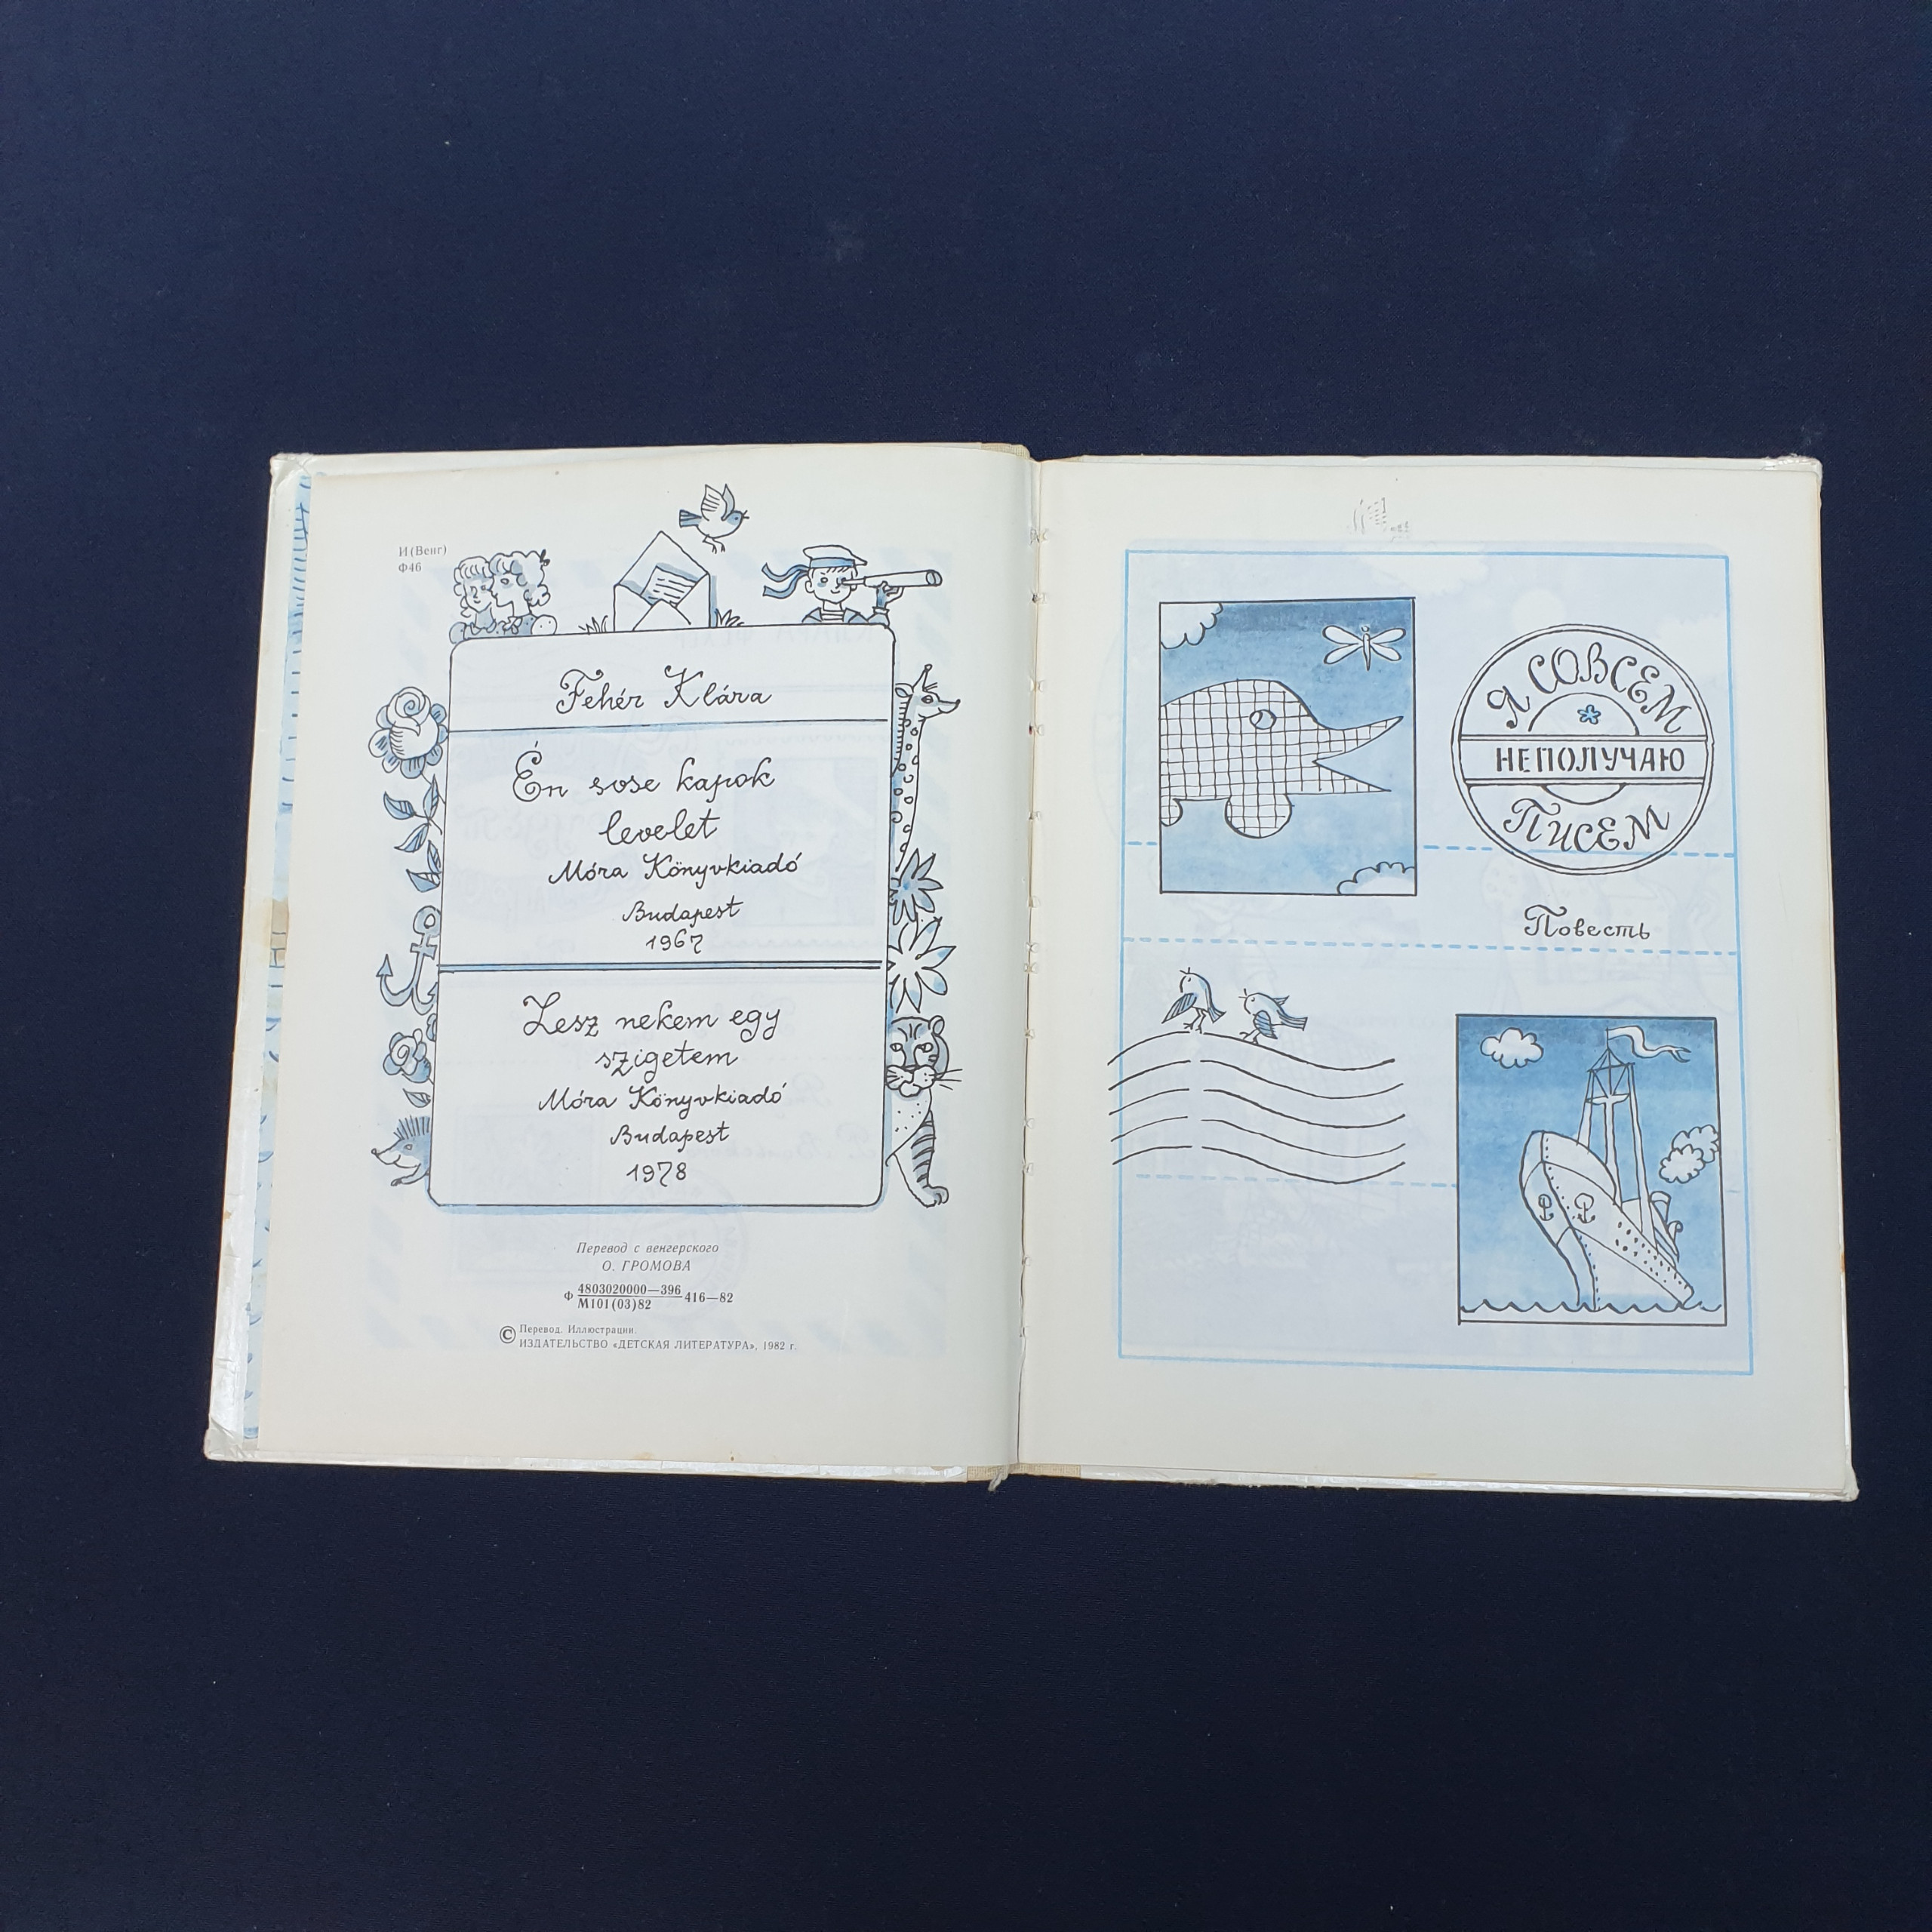 И(Венг)
Ф46
Fehér Klára
Én sose kapok
levelet
Móra Könyvkiadó
Budapest
1967
Lesz nekem egy
szigetem
Móra Könyvkiadó
Budapest
1978
Перевод с венгерского
О. ГРОМОВА
Ф 4803020000—396 416—82
М101(03)82
© Перевод. Иллюстрации.
ИЗДАТЕЛЬСТВО «ДЕТСКАЯ ЛИТЕРАТУРА», 1982 г.
Я СОВСЕМ
НЕ ПОЛУЧАЮ
ПИСЕМ
Повесть